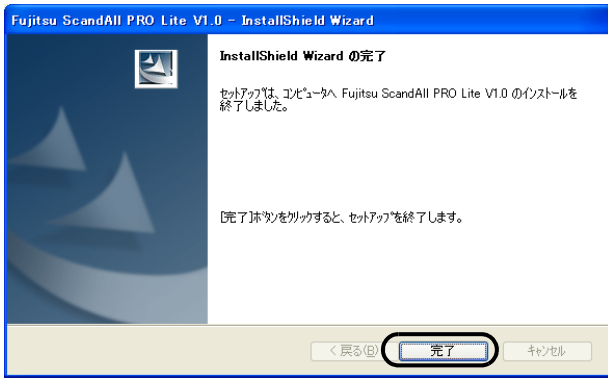 Fujitsu ScandAll PRO Lite V1.0 - InstallShield Wizard
InstallShield Wizard の完了
セットアップは、コンピュータへ Fujitsu ScandAll PRO Lite V1.0 のインストールを
終了しました。
[完了]ボタンをクリックすると、セットアップを終了します。
< 戻る(B)
完了
キャンセル